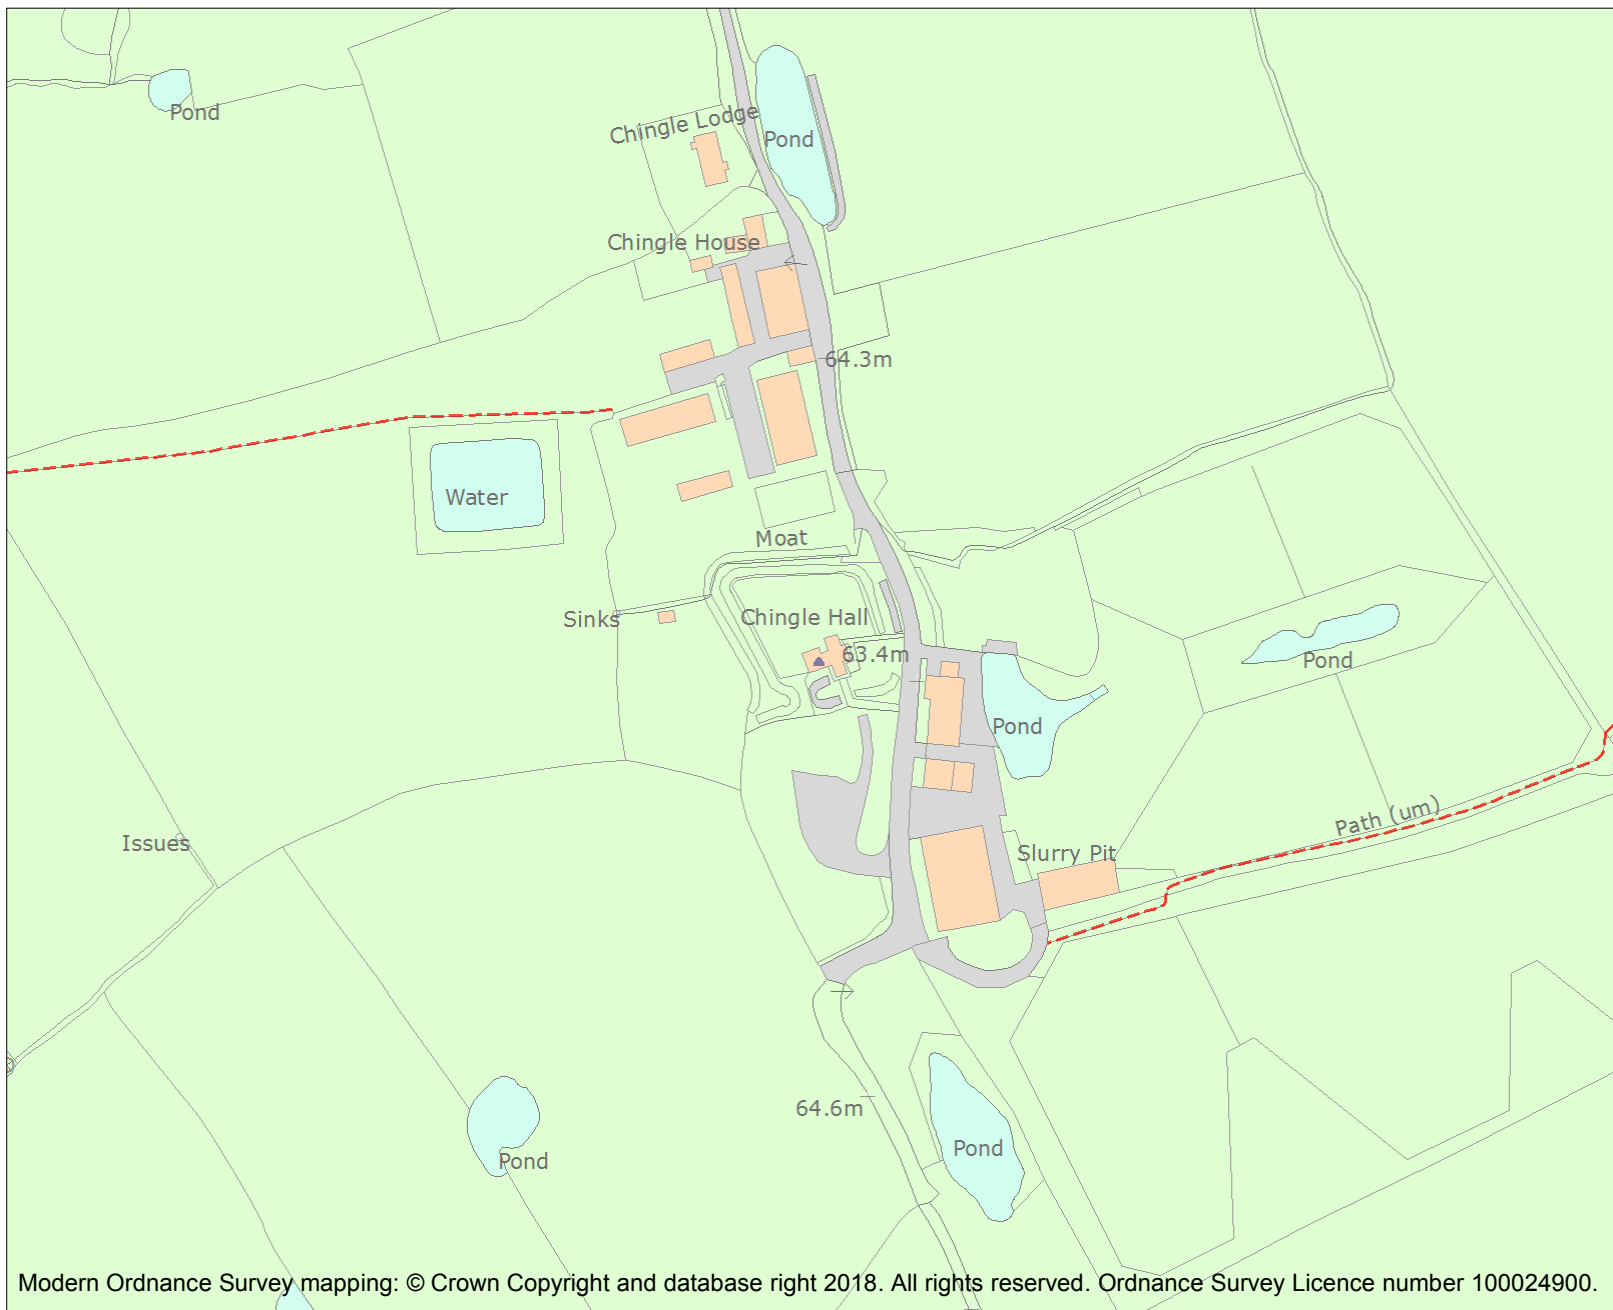 Pond
Chingle Lodge
Pond
Chingle House
64.3m
Water
Moat
Sinks
Chingle Hall
63.4m
Pond
Pond
Path (um)
Issues
Slurry Pit
64.6m
Pond
Pond
Modern Ordnance Survey mapping: © Crown Copyright and database right 2018. All rights reserved. Ordnance Survey Licence number 100024900.